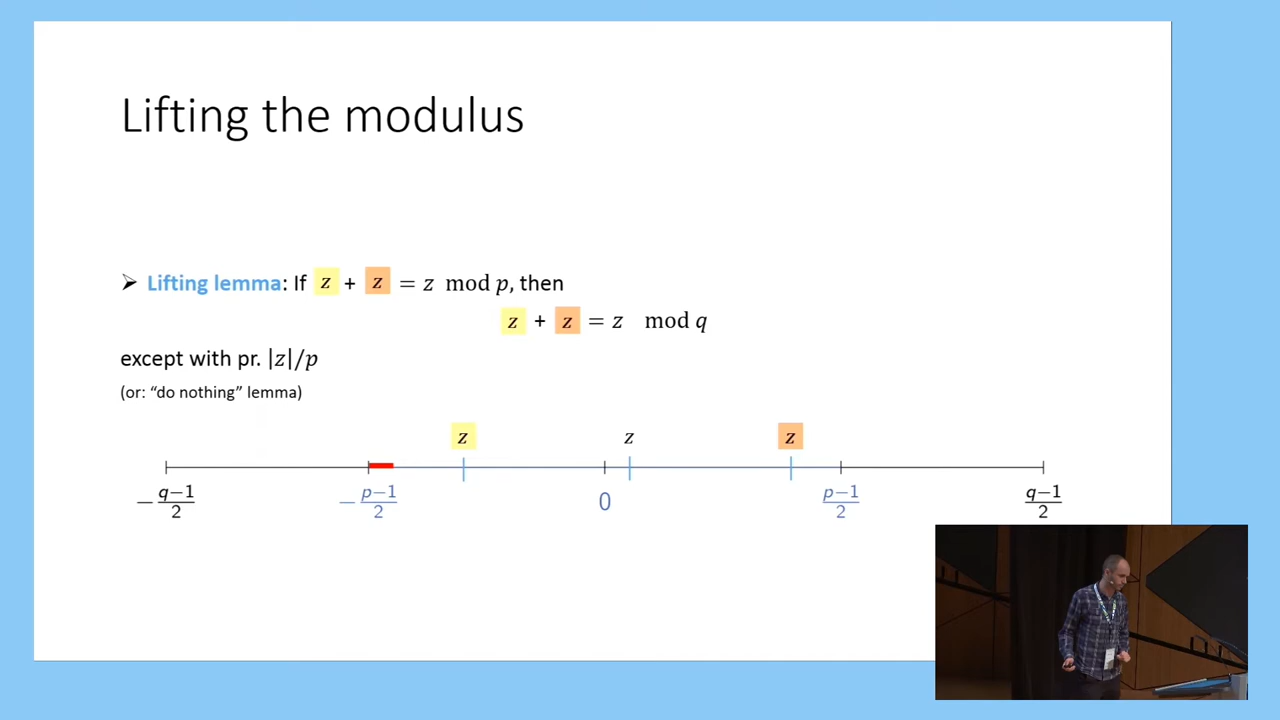 Lifting the modulus
➢ Lifting lemma: If z + z = z mod p, then
z + z = z mod q
except with pr. |z|/p
(or: “do nothing” lemma)
z z z
− q−1/2 − p−1/2 0 p−1/2 q−1/2